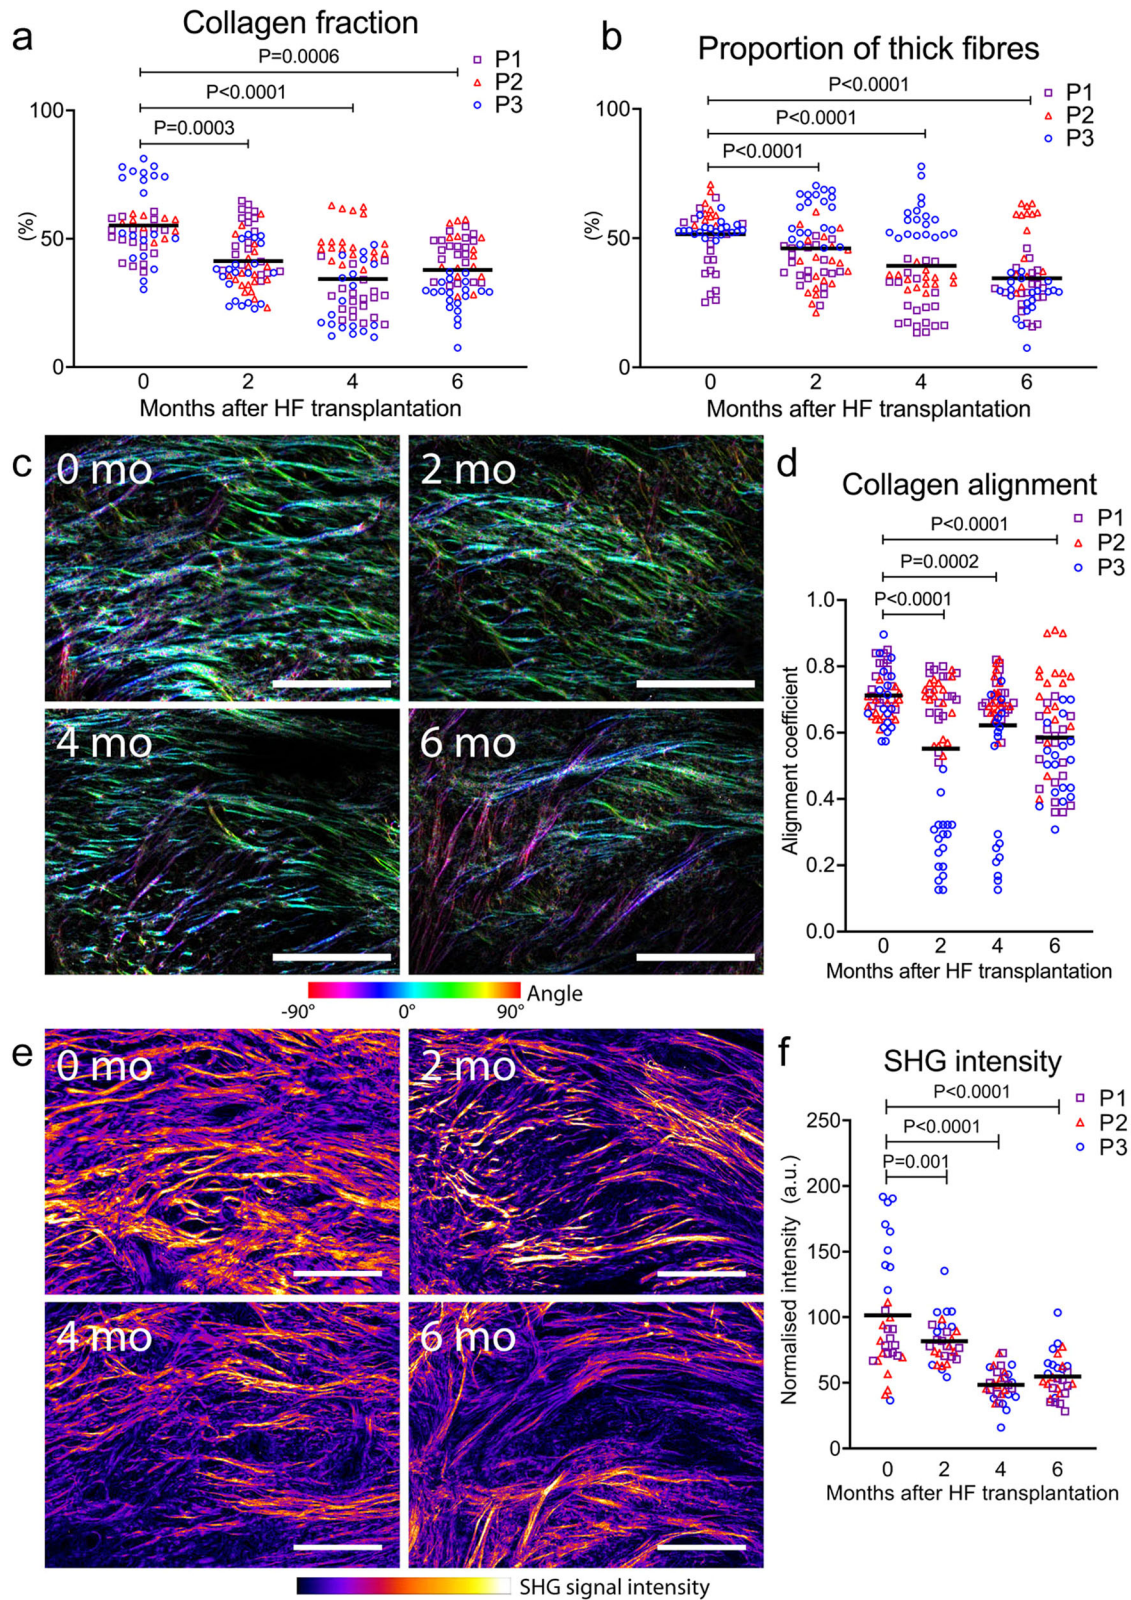 a
Collagen fraction
P=0.0006
P<0.0001
P=0.0003
P1
P2
P3
100
50
0
(%)
0 2 4 6
Months after HF transplantation
b
Proportion of thick fibres
P<0.0001
P<0.0001
P<0.0001
P1
P2
P3
100
50
0
(%)
0 2 4 6
Months after HF transplantation
c
0 mo
2 mo
4 mo
6 mo
Angle
-90° 0° 90°
d
Collagen alignment
P<0.0001
P=0.0002
P<0.0001
P1
P2
P3
1.0
0.8
0.6
0.4
0.2
0.0
Alignment coefficient
0 2 4 6
Months after HF transplantation
e
0 mo
2 mo
4 mo
6 mo
SHG signal intensity
f
SHG intensity
P<0.0001
P<0.0001
P=0.001
P1
P2
P3
250
200
150
100
50
0
Normalised intensity (a.u.)
0 2 4 6
Months after HF transplantation